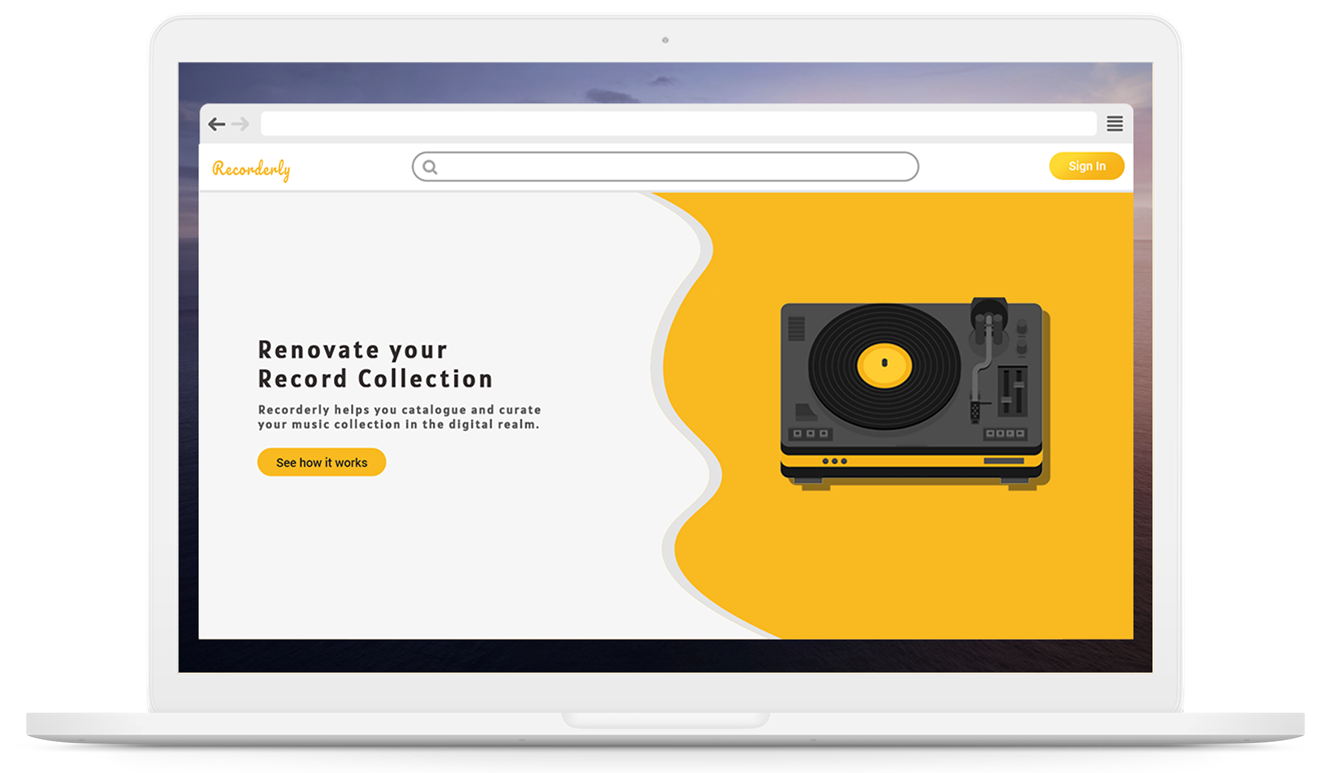 Recorderly
Sign In
Renovate your
Record Collection
Recorderly helps you catalogue and curate
your music collection in the digital realm.
See how it works